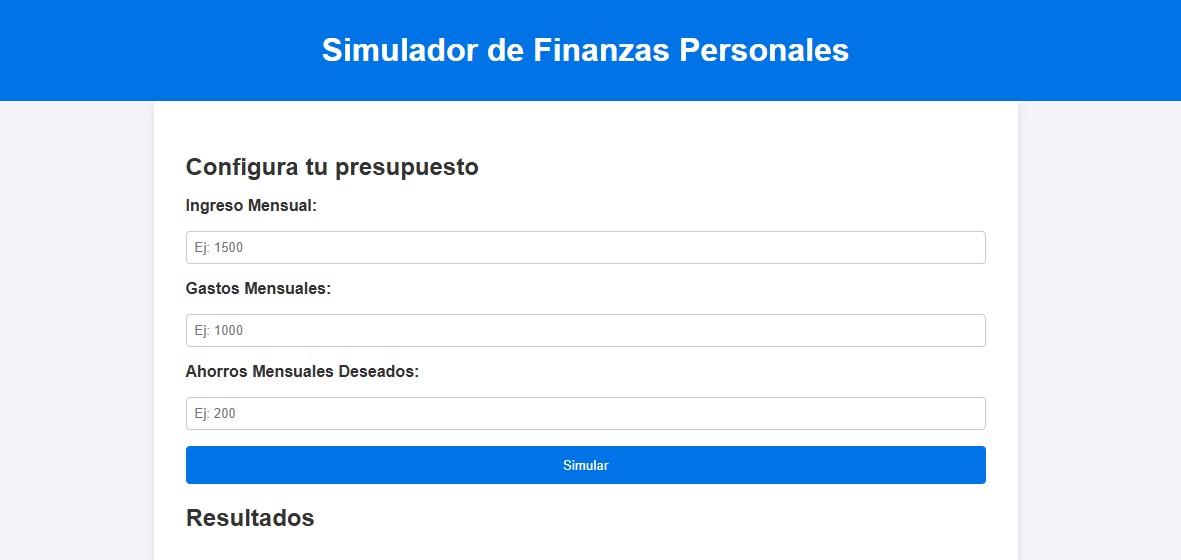 Simulador de Finanzas Personales
Configura tu presupuesto
Ingreso Mensual:
Ej: 1500
Gastos Mensuales:
Ej: 1000
Ahorros Mensuales Deseados:
Ej: 200
Simular
Resultados